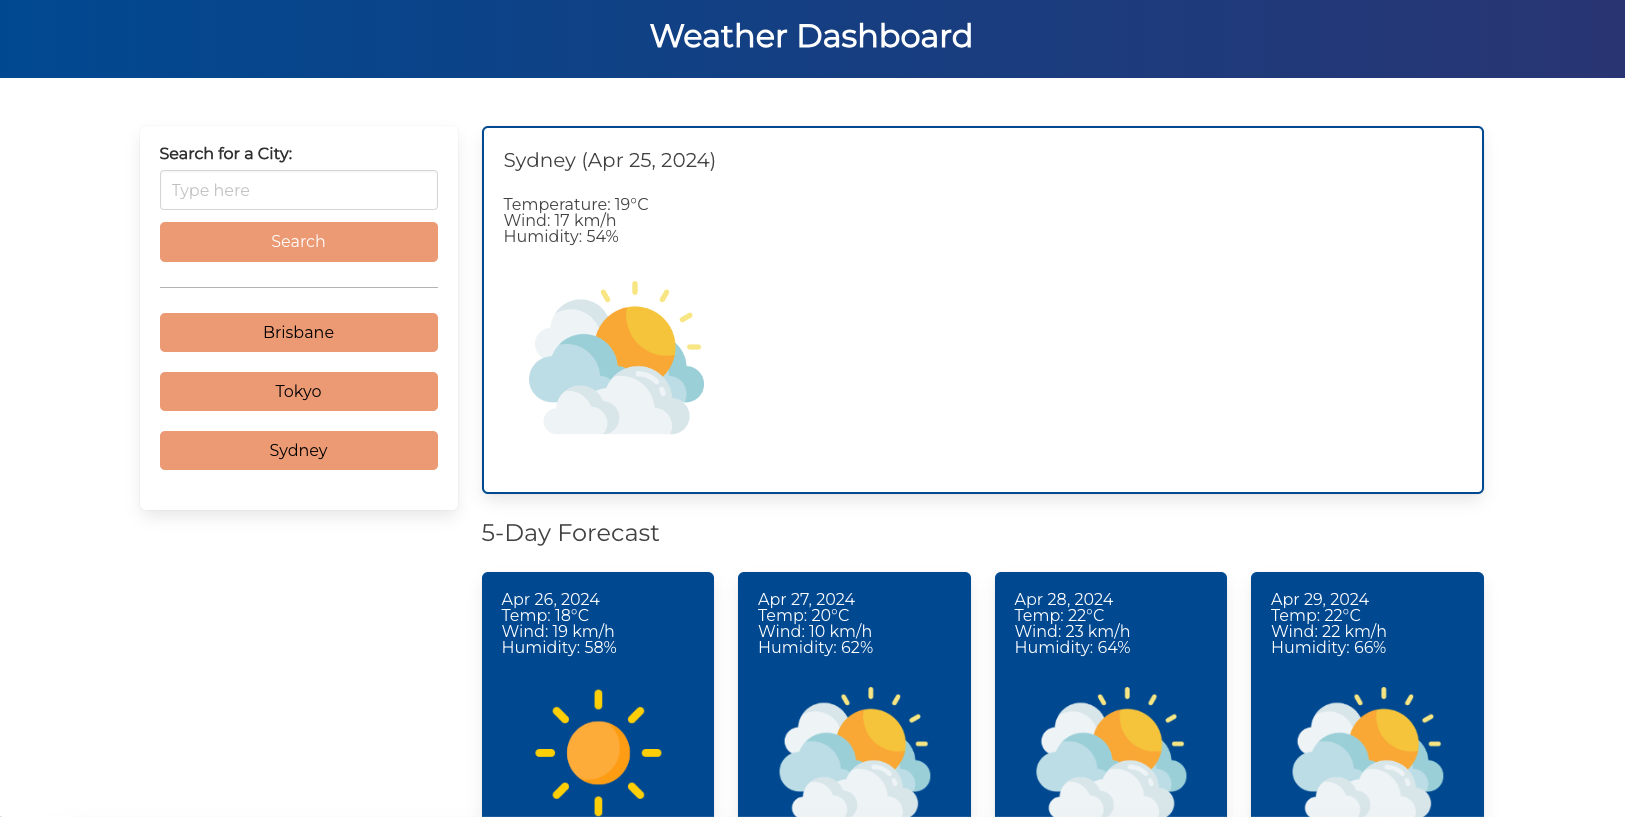 Weather Dashboard
Search for a City:
Type here
Search
Brisbane
Tokyo
Sydney
Sydney (Apr 25, 2024)
Temperature: 19°C
Wind: 17 km/h
Humidity: 54%
5-Day Forecast
Apr 26, 2024
Temp: 18°C
Wind: 19 km/h
Humidity: 58%
Apr 27, 2024
Temp: 20°C
Wind: 10 km/h
Humidity: 62%
Apr 28, 2024
Temp: 22°C
Wind: 23 km/h
Humidity: 64%
Apr 29, 2024
Temp: 22°C
Wind: 22 km/h
Humidity: 66%